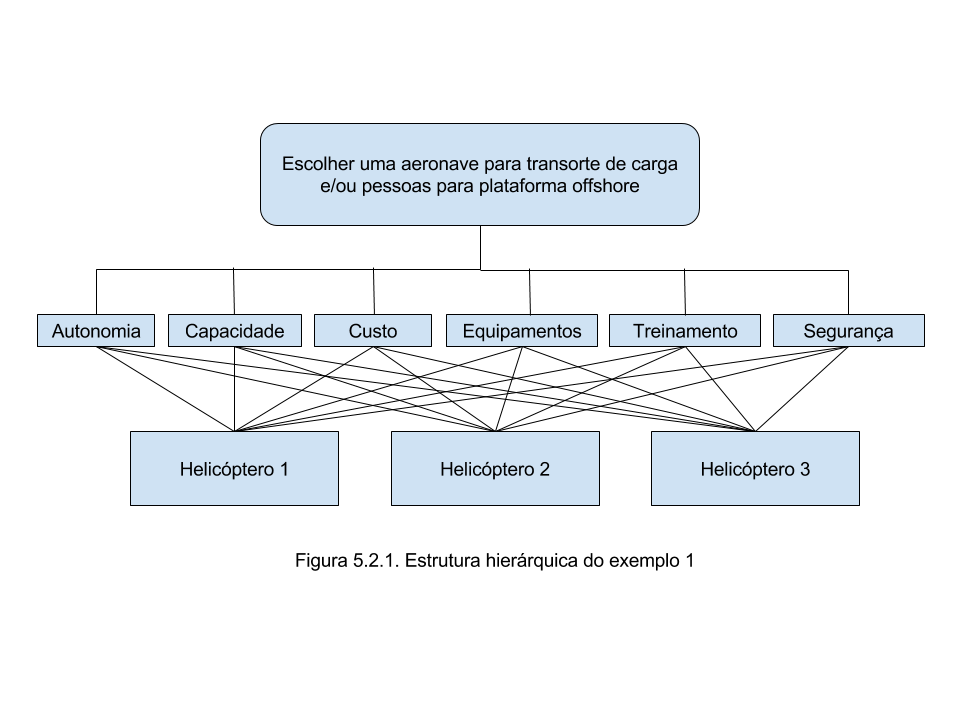 Escolher uma aeronave para transorte de carga
e/ou pessoas para plataforma offshore
Autonomia
Capacidade
Custo
Equipamentos
Treinamento
Segurança
Helicóptero 1
Helicóptero 2
Helicóptero 3
Figura 5.2.1. Estrutura hierárquica do exemplo 1